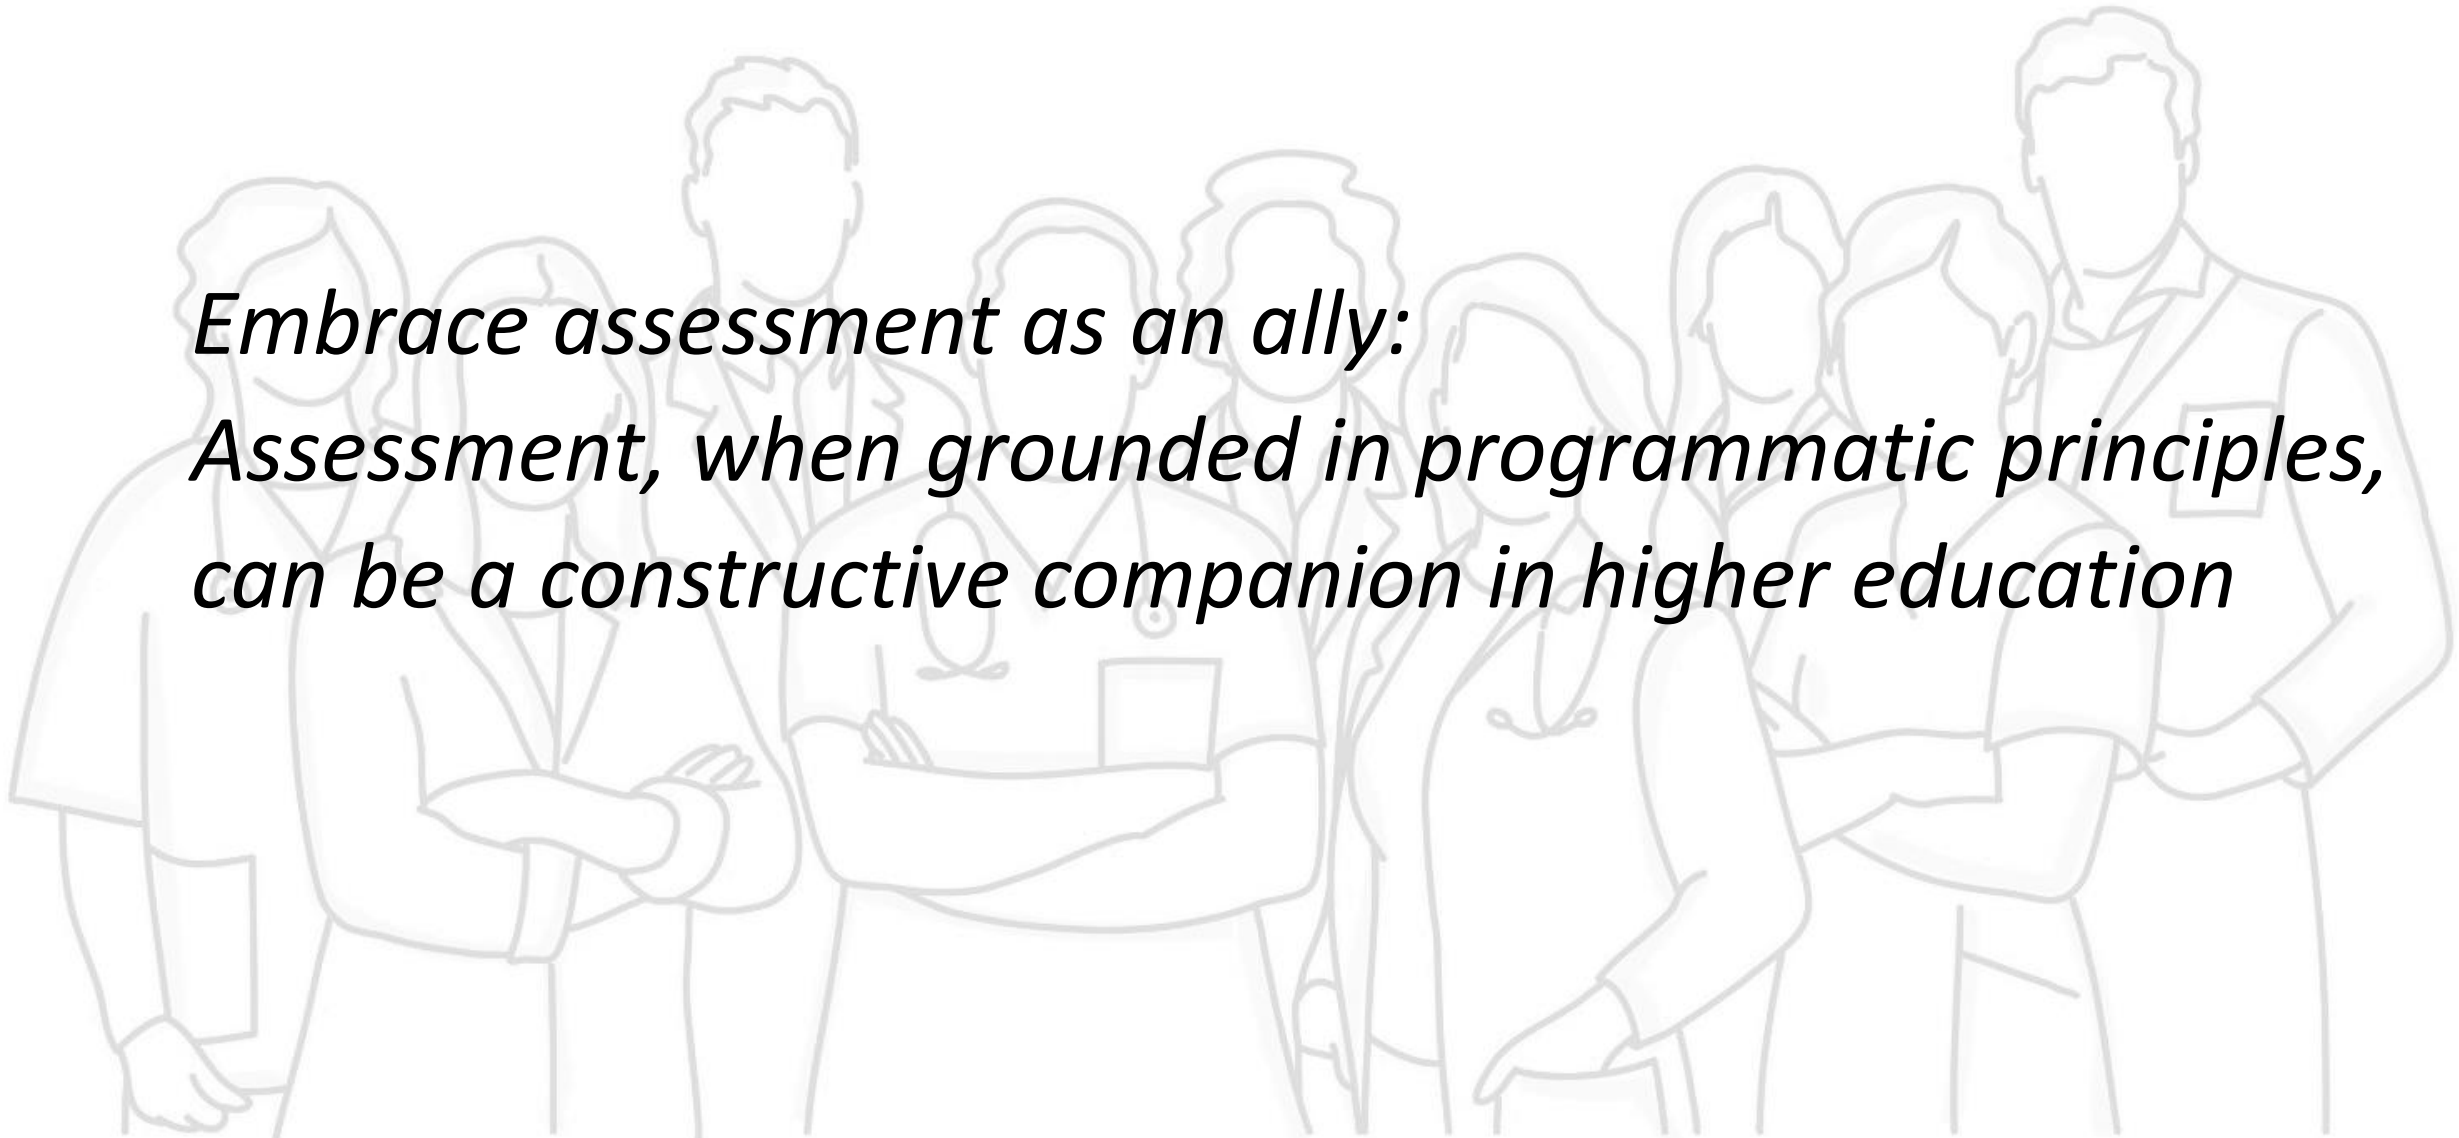 Embrace assessment as an ally:
Assessment, when grounded in programmatic principles,
can be a constructive companion in higher education